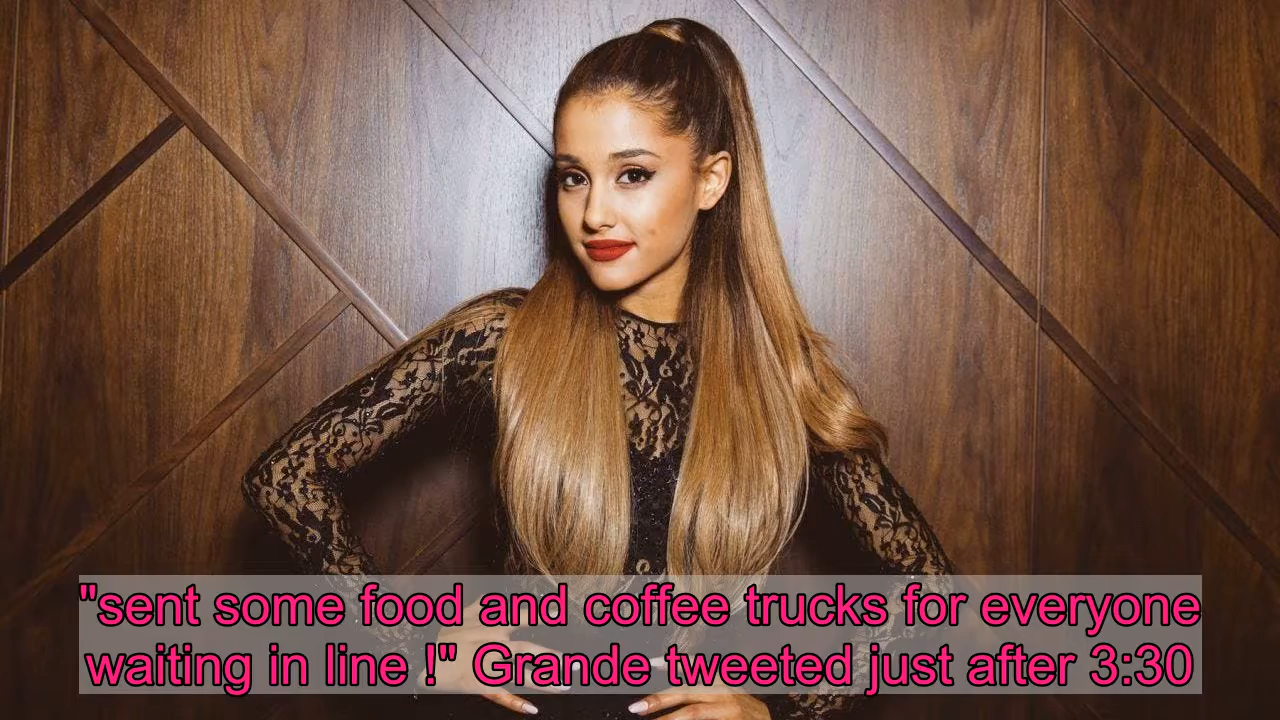 "sent some food and coffee trucks for everyone
waiting in line !" Grande tweeted just after 3:30